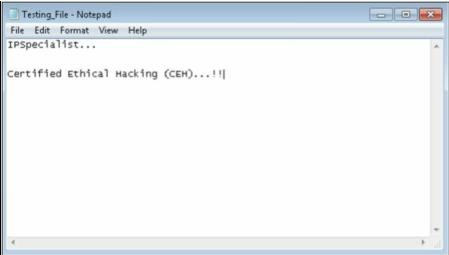 Testing_File - Notepad
File Edit Format View Help
IPSpecialist...
Certified Ethical Hacking (CEH)...!!